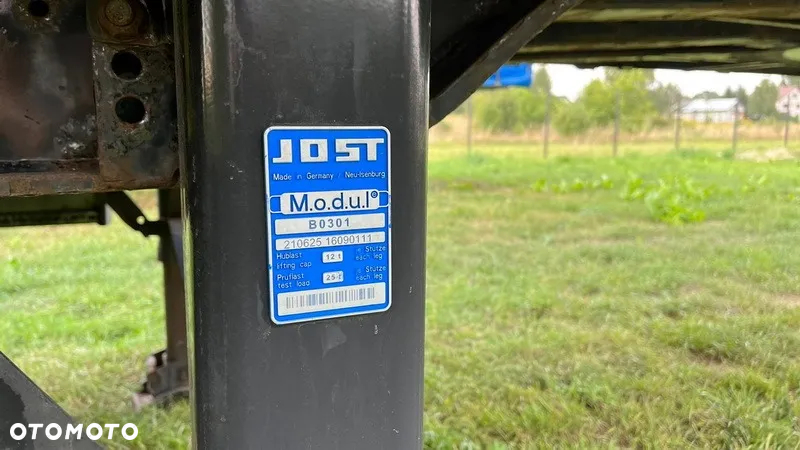 JOST
Made in Germany / Neu-Isenburg
M.o.d.u.l ®
B0301
210625 16090111
Hublast 12 t je Stütze
lifting cap. each leg
Prüflast 25 t je Stütze
test load each leg
OTOMOTO